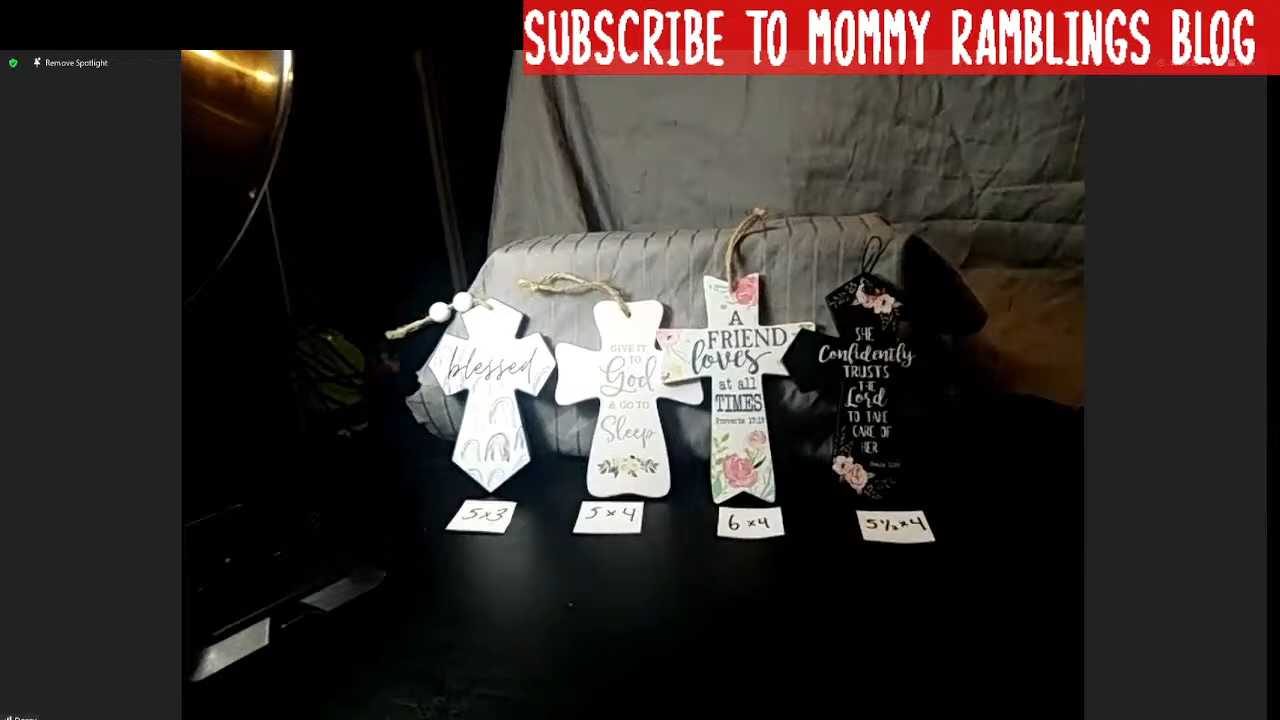 SUBSCRIBE TO MOMMY RAMBLINGS BLOG
Remove Spotlight
blessed
GIVE IT
TO
God
& GO TO
Sleep
A
FRIEND
loves
at all
TIMES
Proverbs 17:17
SHE
Confidently
TRUSTS
THE
Lord
TO TAKE
CARE OF
HER
5x3
5x4
6x4
5½x4